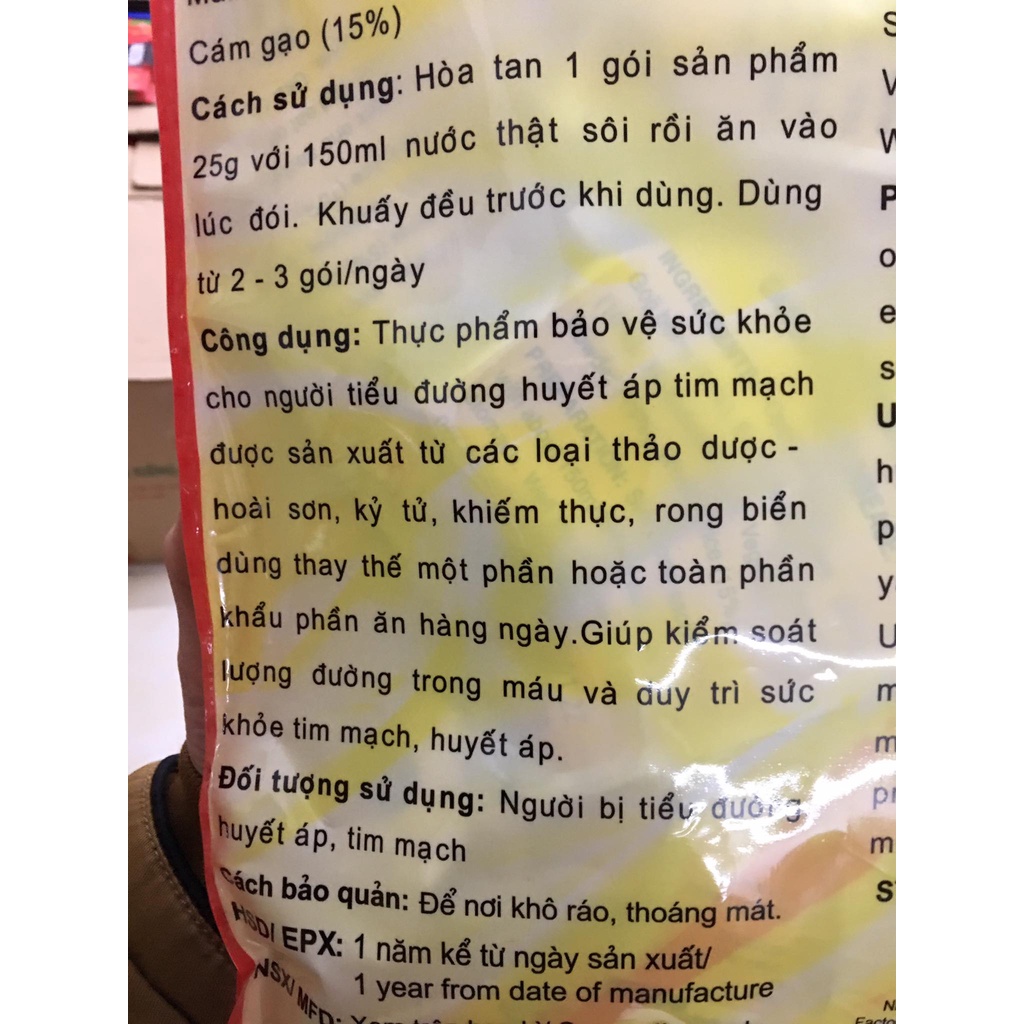 Cám gạo (15%)
Cách sử dụng: Hòa tan 1 gói sản phẩm
25g với 150ml nước thật sôi rồi ăn vào
lúc đói. Khuấy đều trước khi dùng. Dùng
từ 2 - 3 gói/ngày
Công dụng: Thực phẩm bảo vệ sức khỏe
cho người tiểu đường huyết áp tim mạch
được sản xuất từ các loại thảo dược -
hoài sơn, kỷ tử, khiếm thực, rong biển
dùng thay thế một phần hoặc toàn phần
khẩu phần ăn hàng ngày.Giúp kiểm soát
lượng đường trong máu và duy trì sức
khỏe tim mạch, huyết áp.
Đối tượng sử dụng: Người bị tiểu đường
huyết áp, tim mạch
Cách bảo quản: Để nơi khô ráo, thoáng mát.
HSD/ EPX: 1 năm kể từ ngày sản xuất/
1 year from date of manufacture
NSX/ MFD: